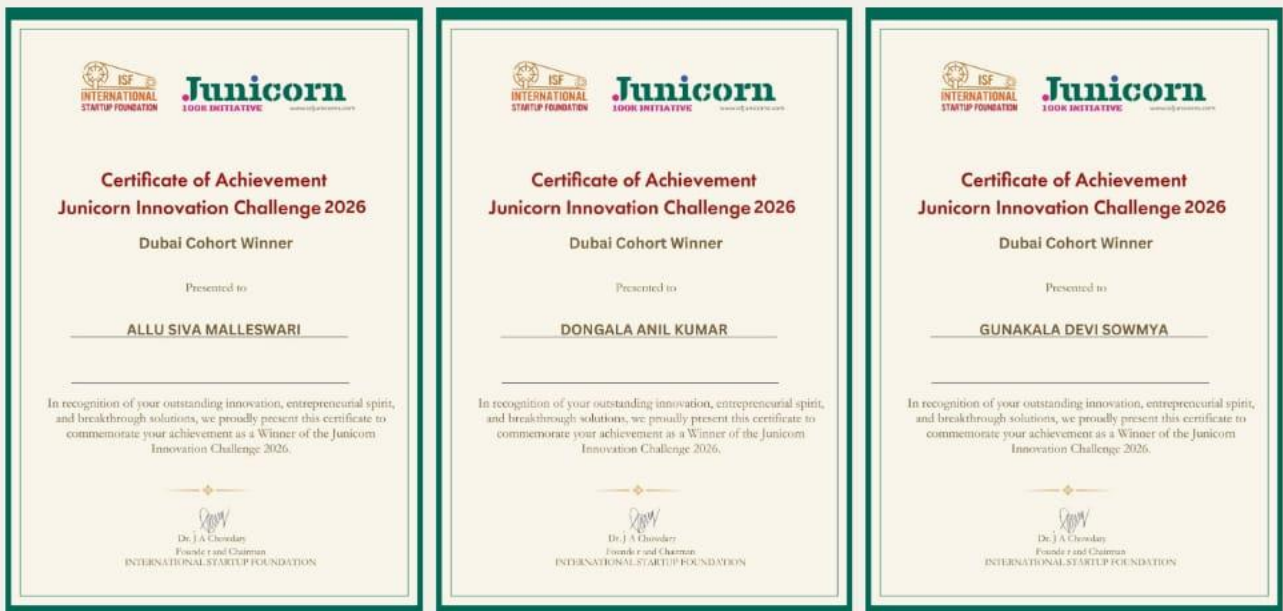 ISF
INTERNATIONAL
STARTUP FOUNDATION
Junicorn
100K INITIATIVE
Certificate of Achievement
Junicorn Innovation Challenge 2026
Dubai Cohort Winner
Presented to
ALLU SIVA MALLESWARI
In recognition of your outstanding innovation, entrepreneurial spirit,
and breakthrough solutions, we proudly present this certificate to
commemorate your achievement as a Winner of the Junicorn
Innovation Challenge 2026.
Dr. J A Chowdary
Founde r and Chairman
INTERNATIONAL STARTUP FOUNDATION
ISF
INTERNATIONAL
STARTUP FOUNDATION
Junicorn
100K INITIATIVE
Certificate of Achievement
Junicorn Innovation Challenge 2026
Dubai Cohort Winner
Presented to
DONGALA ANIL KUMAR
In recognition of your outstanding innovation, entrepreneurial spirit,
and breakthrough solutions, we proudly present this certificate to
commemorate your achievement as a Winner of the Junicorn
Innovation Challenge 2026.
Dr. J A Chowdary
Founde r and Chairman
INTERNATIONAL STARTUP FOUNDATION
ISF
INTERNATIONAL
STARTUP FOUNDATION
Junicorn
100K INITIATIVE
Certificate of Achievement
Junicorn Innovation Challenge 2026
Dubai Cohort Winner
Presented to
GUNAKALA DEVI SOWMYA
In recognition of your outstanding innovation, entrepreneurial spirit,
and breakthrough solutions, we proudly present this certificate to
commemorate your achievement as a Winner of the Junicorn
Innovation Challenge 2026.
Dr. J A Chowdary
Founde r and Chairman
INTERNATIONAL STARTUP FOUNDATION